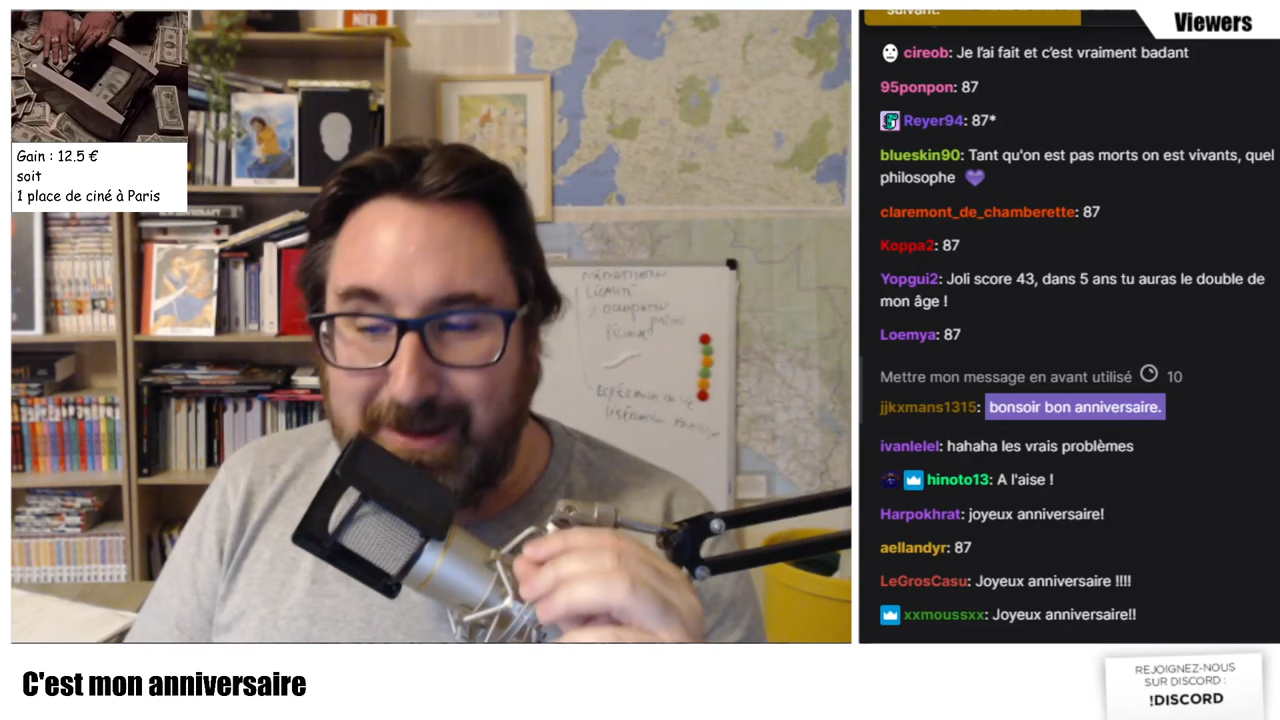 Gain : 12.5 €
soit
1 place de ciné à Paris
suivant.
Viewers
cireob: Je l'ai fait et c'est vraiment badant
95ponpon: 87
Reyer94: 87*
blueskin90: Tant qu'on est pas morts on est vivants, quel
philosophe
claremont_de_chamberette: 87
Koppa2: 87
Yopgui2: Joli score 43, dans 5 ans tu auras le double de
mon âge !
Loemya: 87
Mettre mon message en avant utilisé 10
jjkxmans1315: bonsoir bon anniversaire.
ivanlelel: hahaha les vrais problèmes
hinoto13: A l'aise !
Harpokhrat: joyeux anniversaire!
aellandyr: 87
LeGrosCasu: Joyeux anniversaire !!!!
xxmoussxx: Joyeux anniversaire!!
C'est mon anniversaire
REJOIGNEZ-NOUS
SUR DISCORD :
!DISCORD